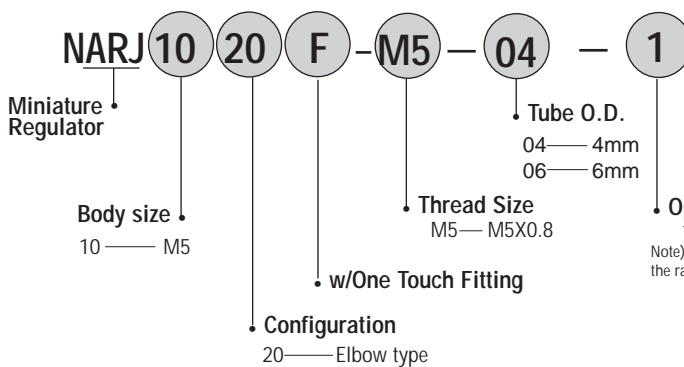 NARJ 10 20 F – M5 — 04 — 1
Miniature
Regulator
Tube O.D.
04—— 4mm
06—— 6mm
Body size
10 —— M5
Thread Size
M5— M5X0.8
Note)
w/One Touch Fitting
Configuration
20——Elbow type